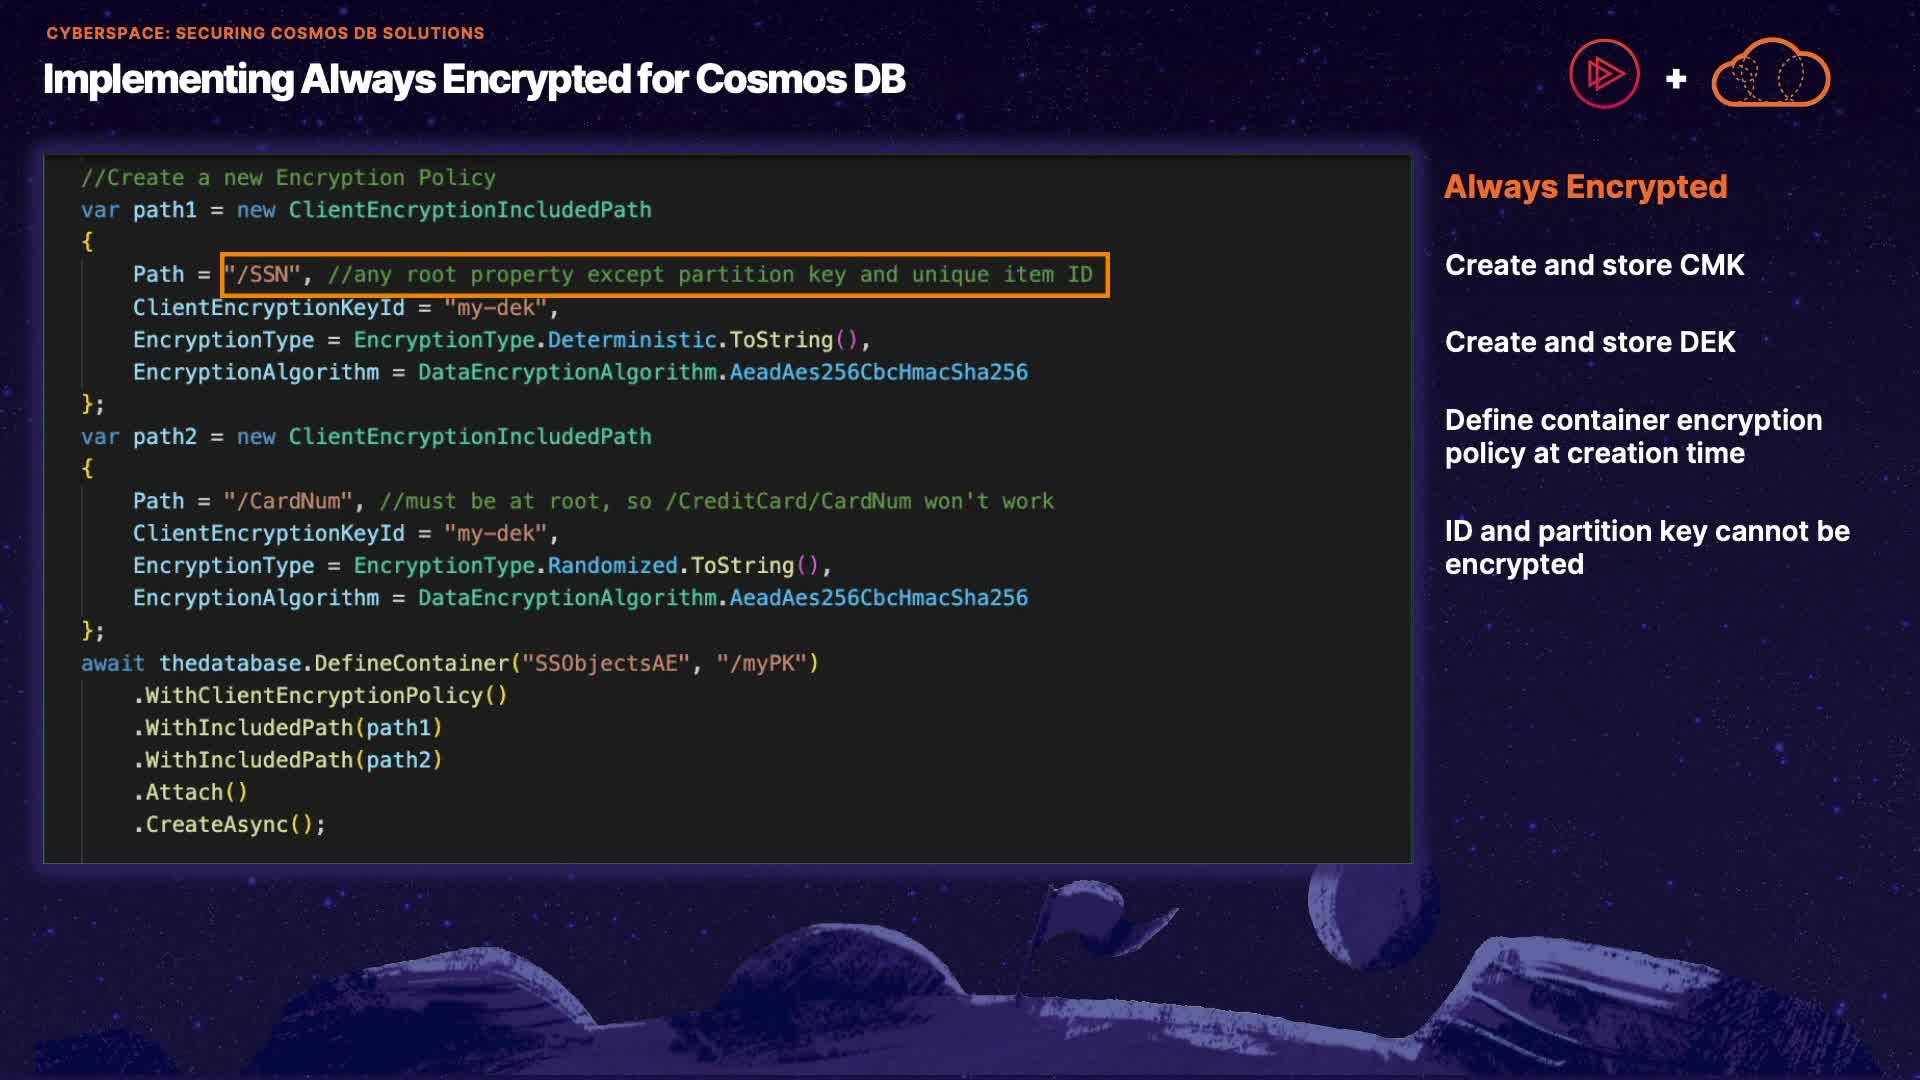 CYBERSPACE: SECURING COSMOS DB SOLUTIONS
Implementing Always Encrypted for Cosmos DB
+
//Create a new Encryption Policy
var path1 = new ClientEncryptionIncludedPath
{
    Path = "/SSN", //any root property except partition key and unique item ID
    ClientEncryptionKeyId = "my-dek",
    EncryptionType = EncryptionType.Deterministic.ToString(),
    EncryptionAlgorithm = DataEncryptionAlgorithm.AeadAes256CbcHmacSha256
};
var path2 = new ClientEncryptionIncludedPath
{
    Path = "/CardNum", //must be at root, so /CreditCard/CardNum won't work
    ClientEncryptionKeyId = "my-dek",
    EncryptionType = EncryptionType.Randomized.ToString(),
    EncryptionAlgorithm = DataEncryptionAlgorithm.AeadAes256CbcHmacSha256
};
await thedatabase.DefineContainer("SSObjectsAE", "/myPK")
    .WithClientEncryptionPolicy()
    .WithIncludedPath(path1)
    .WithIncludedPath(path2)
    .Attach()
    .CreateAsync();
Always Encrypted
Create and store CMK
Create and store DEK
Define container encryption
policy at creation time
ID and partition key cannot be
encrypted